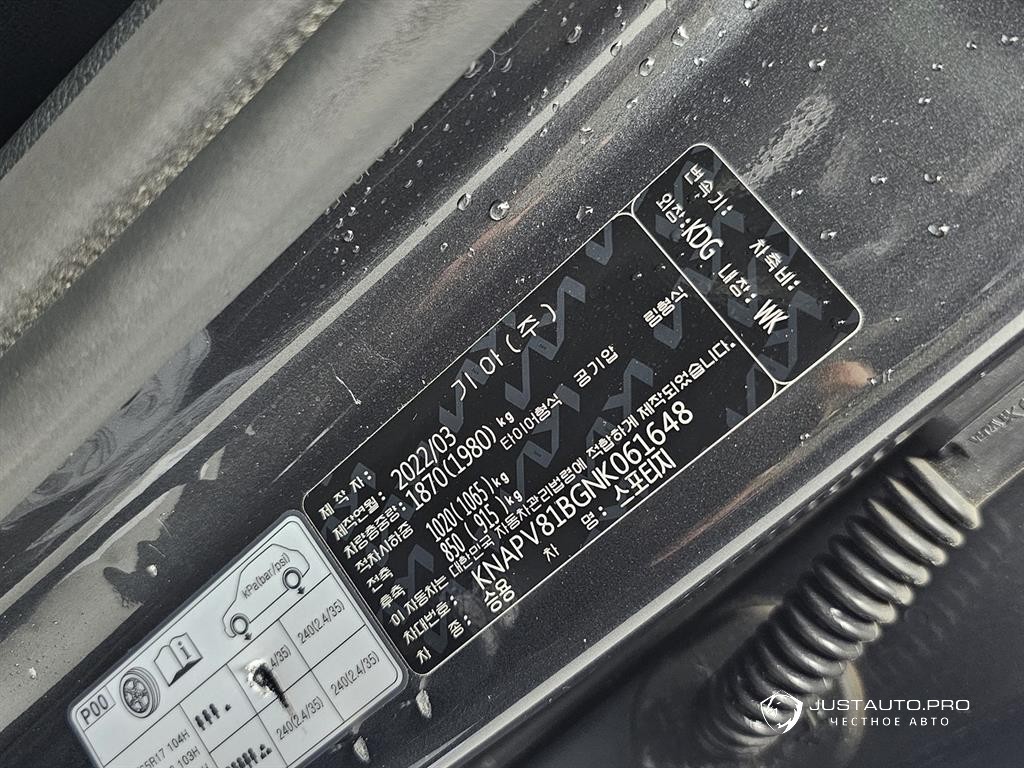 제 작 자: 기아 (주)
제작연월: 2022/03
차량총중량: 1870(1980) kg
적차시하중 타이어형식 공기압 림형식
전축 1020(1065)kg
후축 850 ( 915 )kg
이 자동차는 대한민국 자동차관리법령에 적합하게 제작되었습니다.
차대번호: KNAPV81BGNK061648
차 종: 승용 차 명: 스포티지
변속기: 차축비:
외장:KDG 내장: WK
P00 i kPa(bar/psi)
240(2.4/35)
240(2.4/35) 240(2.4/35)
5R17 104H
103H
JUSTAUTO.PRO
ЧЕСТНОЕ АВТО